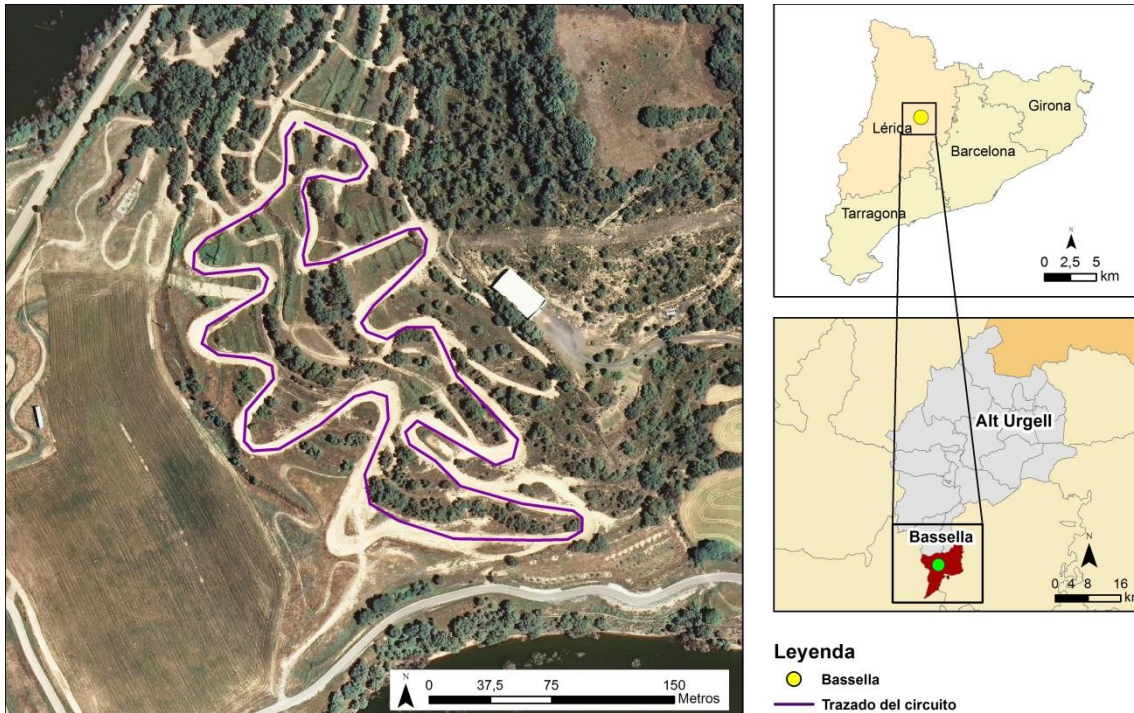 N
0 37,5 75 150
Metros
Girona
Lérida
Barcelona
Tarragona
N
0 2,5 5
km
Alt Urgell
Bassella
N
0 4 8 16
km
Leyenda
Bassella
Trazado del circuito